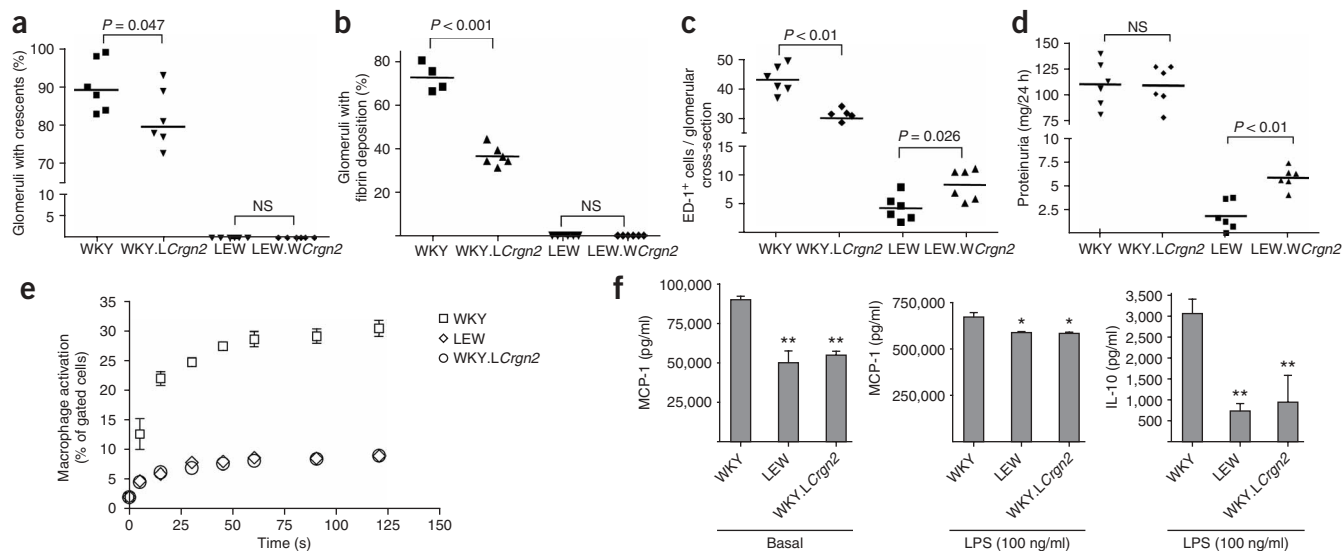 a
P = 0.047
Glomeruli with crescents (%)
100
90
80
70
5
NS
WKY
WKY.LCrgn2
LEW
LEW.WCrgn2
b
P < 0.001
Glomeruli with
fibrin deposition (%)
80
60
40
20
0
NS
WKY
WKY.LCrgn2
LEW
LEW.WCrgn2
c
P < 0.01
ED-1+ cells / glomerular
cross-section
50
40
30
20
10
5
0
P = 0.026
WKY
WKY.LCrgn2
LEW
LEW.WCrgn2
d
NS
Proteinuria (mg/24 h)
150
125
100
75
50
7.5
5
2.5
P < 0.01
WKY
WKY.LCrgn2
LEW
LEW.WCrgn2
e
Macrophage activation
(% of gated cells)
35
30
25
20
15
10
5
0
0
25
50
75
100
125
150
Time (s)
WKY
LEW
WKY.LCrgn2
f
MCP-1 (pg/ml)
100,000
75,000
50,000
25,000
**
**
WKY
LEW
WKY.LCrgn2
Basal
MCP-1 (pg/ml)
750,000
500,000
250,000
*
*
WKY
LEW
WKY.LCrgn2
LPS (100 ng/ml)
IL-10 (pg/ml)
3,500
3,000
2,500
2,000
1,500
1,000
500
**
**
WKY
LEW
WKY.LCrgn2
LPS (100 ng/ml)